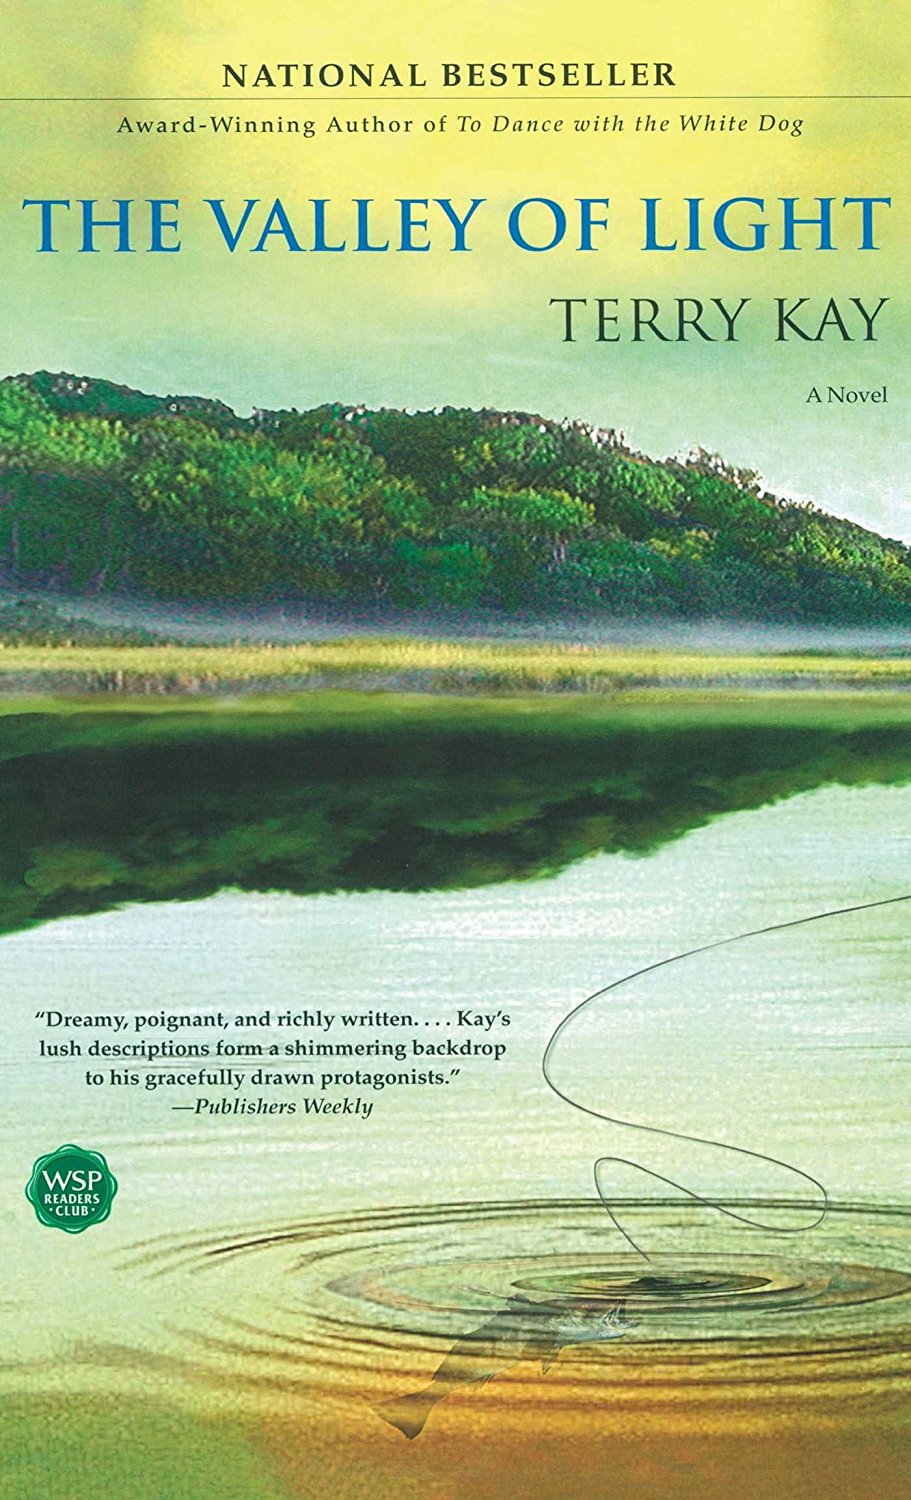 NATIONAL BESTSELLER
Award-Winning Author of To Dance with the White Dog
THE VALLEY OF LIGHT
TERRY KAY
A Novel
“Dreamy, poignant, and richly written. . . . Kay’s
lush descriptions form a shimmering backdrop
to his gracefully drawn protagonists.”
—Publishers Weekly
WSP
READERS
·CLUB·